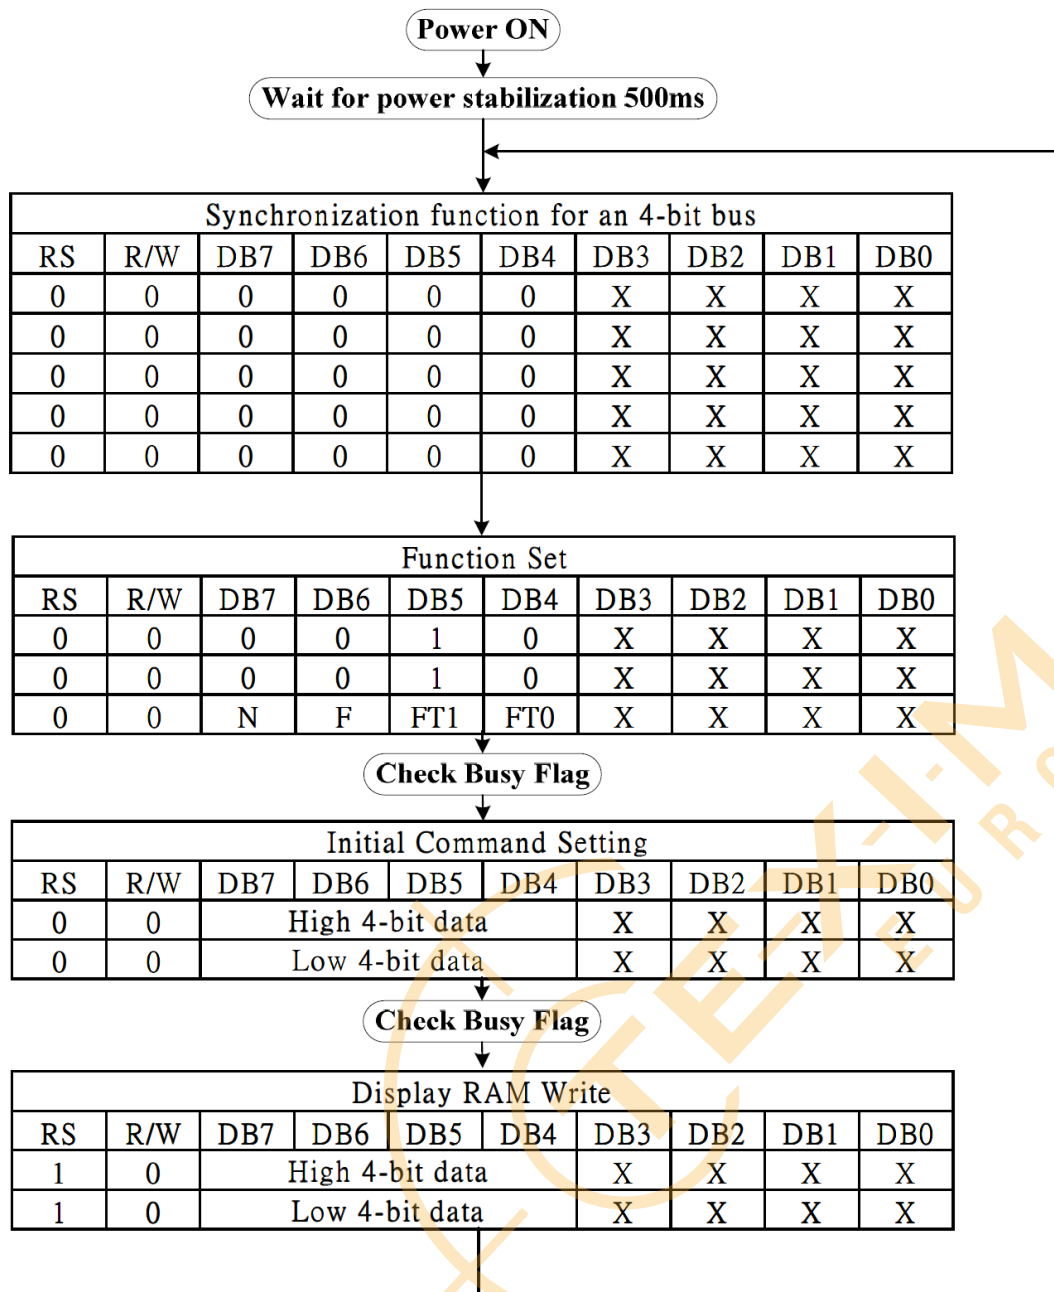 Power ON
Wait for power stabilization 500ms
Synchronization function for an 4-bit bus
RS R/W DB7 DB6 DB5 DB4 DB3 DB2 DB1 DB0
0 0 0 0 0 0 X X X X
0 0 0 0 0 0 X X X X
0 0 0 0 0 0 X X X X
0 0 0 0 0 0 X X X X
0 0 0 0 0 0 X X X X
Function Set
RS R/W DB7 DB6 DB5 DB4 DB3 DB2 DB1 DB0
0 0 0 0 1 0 X X X X
0 0 0 0 1 0 X X X X
0 0 N F FT1 FT0 X X X X
Check Busy Flag
Initial Command Setting
RS R/W DB7 DB6 DB5 DB4 DB3 DB2 DB1 DB0
0 0 High 4-bit data X X X X
0 0 Low 4-bit data X X X X
Check Busy Flag
Display RAM Write
RS R/W DB7 DB6 DB5 DB4 DB3 DB2 DB1 DB0
1 0 High 4-bit data X X X X
1 0 Low 4-bit data X X X X
TEXIM
EURO